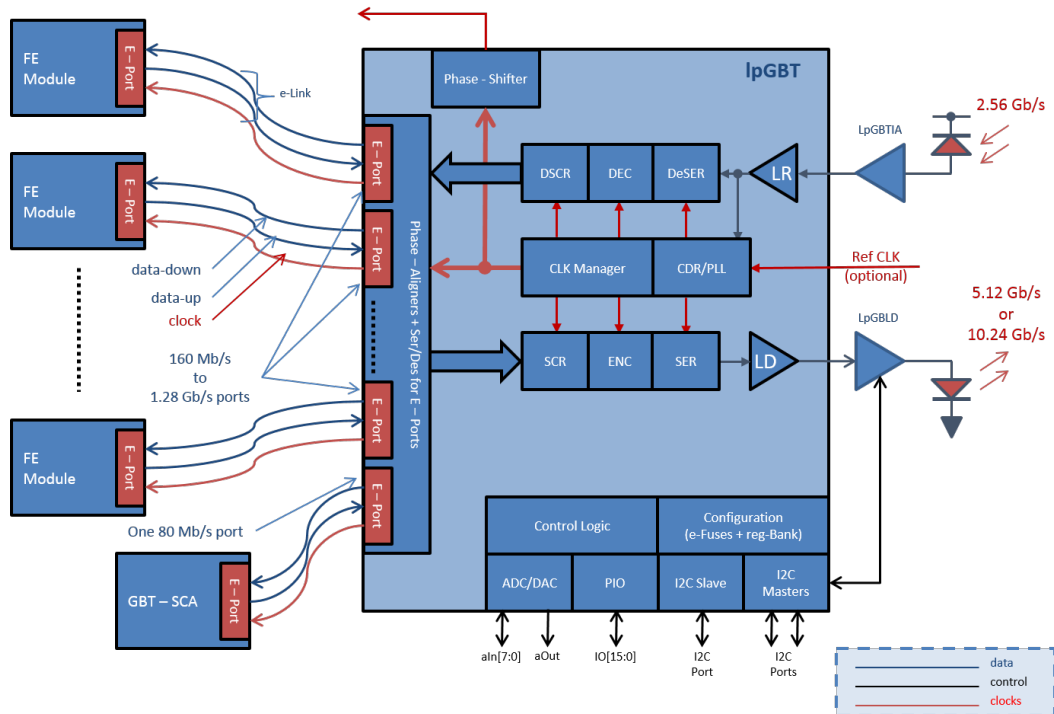 FE
Module
E – Port
e-Link
FE
Module
E – Port
data-down
data-up
clock
160 Mb/s
to
1.28 Gb/s ports
FE
Module
E – Port
One 80 Mb/s port
GBT – SCA
E – Port
lpGBT
Phase - Shifter
E – Port
E – Port
E – Port
E – Port
Phase – Aligners + Ser/Des for E – Ports
DSCR
DEC
DeSER
LR
LpGBTIA
2.56 Gb/s
CLK Manager
CDR/PLL
Ref CLK
(optional)
SCR
ENC
SER
LD
LpGBLD
5.12 Gb/s
or
10.24 Gb/s
Control Logic
Configuration
(e-Fuses + reg-Bank)
ADC/DAC
PIO
I2C Slave
I2C
Masters
aIn[7:0]
aOut
IO[15:0]
I2C
Port
I2C
Ports
data
control
clocks